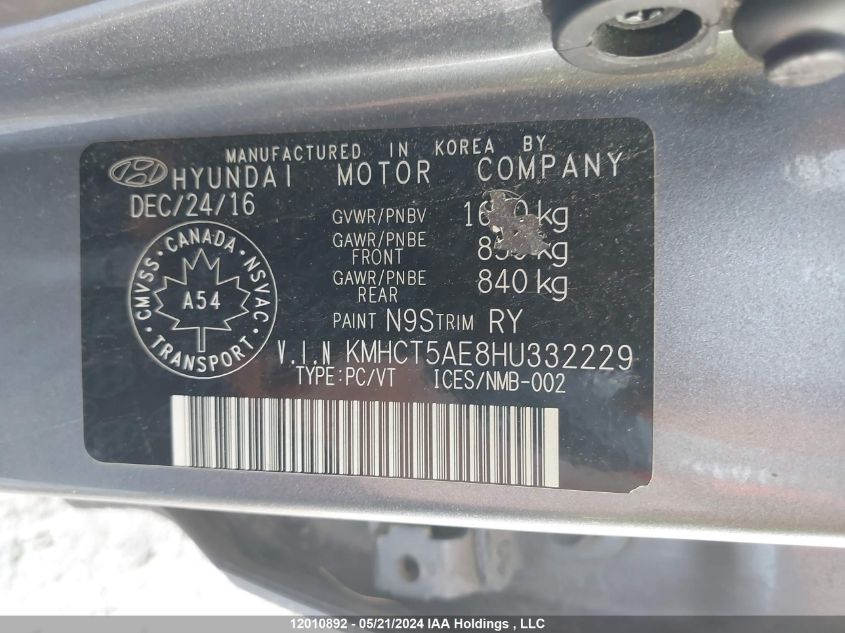 MANUFACTURED IN KOREA BY
HYUNDAI MOTOR COMPANY
DEC/24/16
GVWR/PNBV kg
GAWR/PNBE FRONT kg
GAWR/PNBE REAR 840 kg
CMVSS · CANADA · NSVAC
A54
TRANSPORT
PAINT N9S TRIM RY
V.I.N KMHCT5AE8HU332229
TYPE:PC/VT ICES/NMB-002
12010892 - 05/21/2024 IAA Holdings , LLC